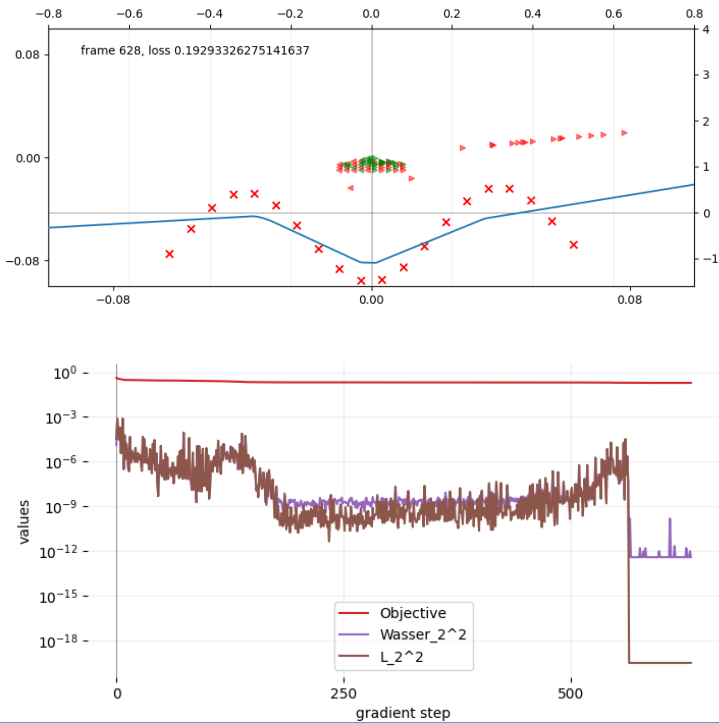 −0.8 −0.6 −0.4 −0.2 0.0 0.2 0.4 0.6 0.8
frame 628, loss 0.19293326275141637
0.08
0.00
−0.08
4
3
2
1
0
−1
−0.08 0.00 0.08
values
10^0
10^−3
10^−6
10^−9
10^−12
10^−15
10^−18
Objective
Wasser_2^2
L_2^2
0 250 500
gradient step